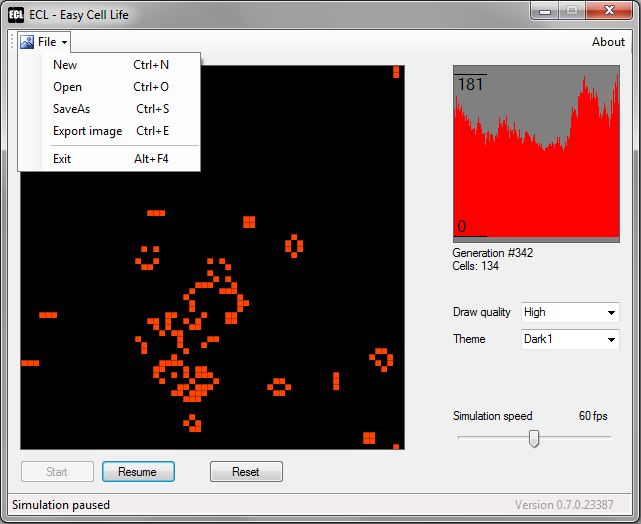 ECL - Easy Cell Life
File
About
New Ctrl+N
Open Ctrl+O
SaveAs Ctrl+S
Export image Ctrl+E
Exit Alt+F4
181
0
Generation #342
Cells: 134
Draw quality High
Theme Dark1
Simulation speed 60 fps
Start Resume Reset
Simulation paused Version 0.7.0.23387